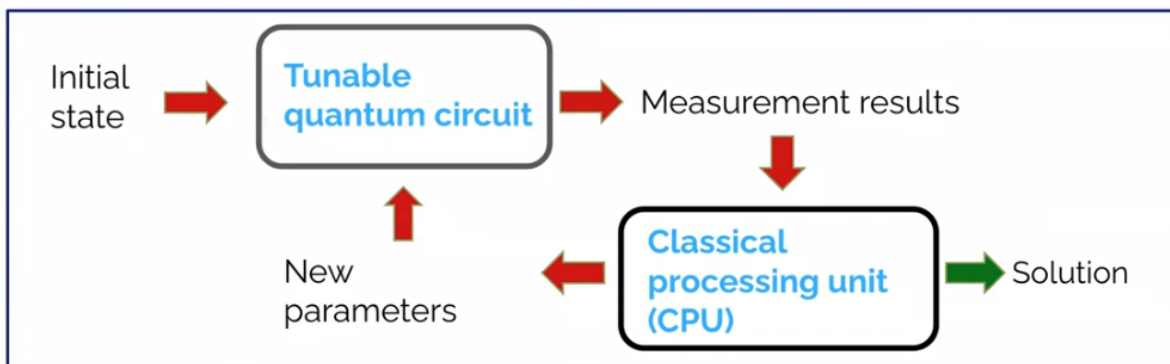 Initial
state
Tunable
quantum circuit
Measurement results
New
parameters
Classical
processing unit
(CPU)
Solution